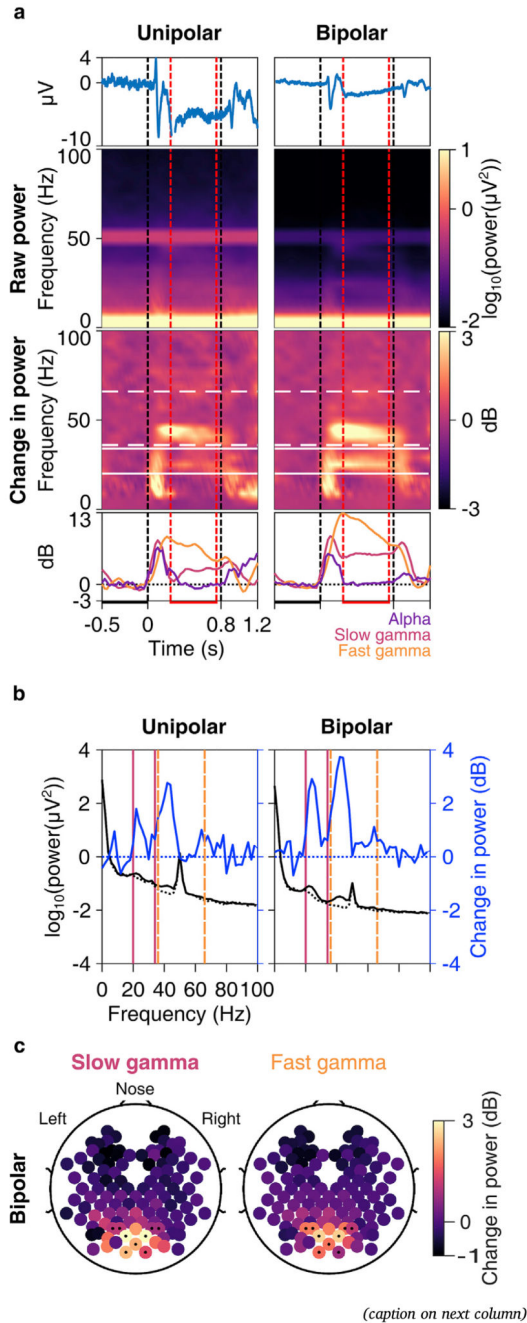 a
Unipolar Bipolar
4
0
-10
µV
100
50
0
Raw power
Frequency (Hz)
1
0
-2
log10(power(µV2))
100
50
0
Change in power
Frequency (Hz)
3
0
-3
dB
13
0
-3
dB
-0.5 0 0.8 1.2
Time (s)
Alpha
Slow gamma
Fast gamma
b
Unipolar Bipolar
4
2
0
-2
-4
log10(power(µV2))
4
2
0
-2
-4
Change in power (dB)
0 20 40 60 80 100
Frequency (Hz)
c
Slow gamma Fast gamma
Nose
Left Right
Bipolar
3
0
-1
Change in power (dB)
(caption on next column)